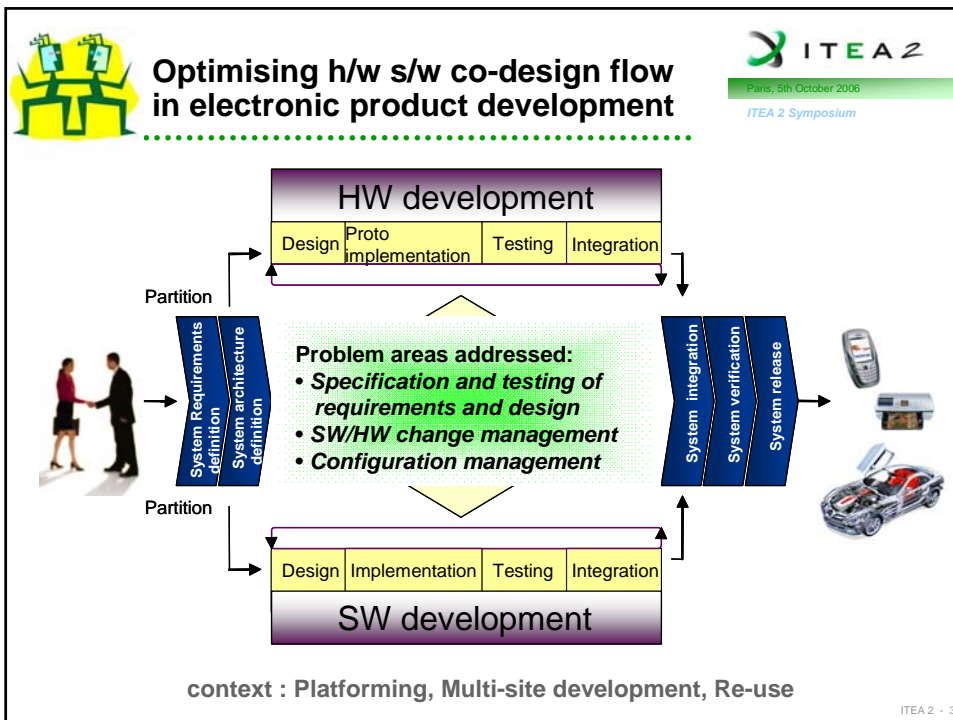 Optimising h/w s/w co-design flow
in electronic product development
ITEA2
Paris, 5th October 2006
ITEA 2 Symposium
HW development
Design
Proto
implementation
Testing
Integration
Partition
System Requirements
definition
System architecture
definition
Problem areas addressed:
• Specification and testing of
requirements and design
• SW/HW change management
• Configuration management
System integration
System verification
System release
Partition
Design
Implementation
Testing
Integration
SW development
context : Platforming, Multi-site development, Re-use
ITEA 2 - 3